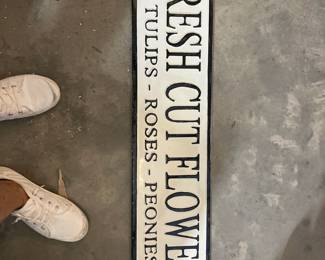 RESH CUT FLOWE
TULIPS - ROSES - PEONIES